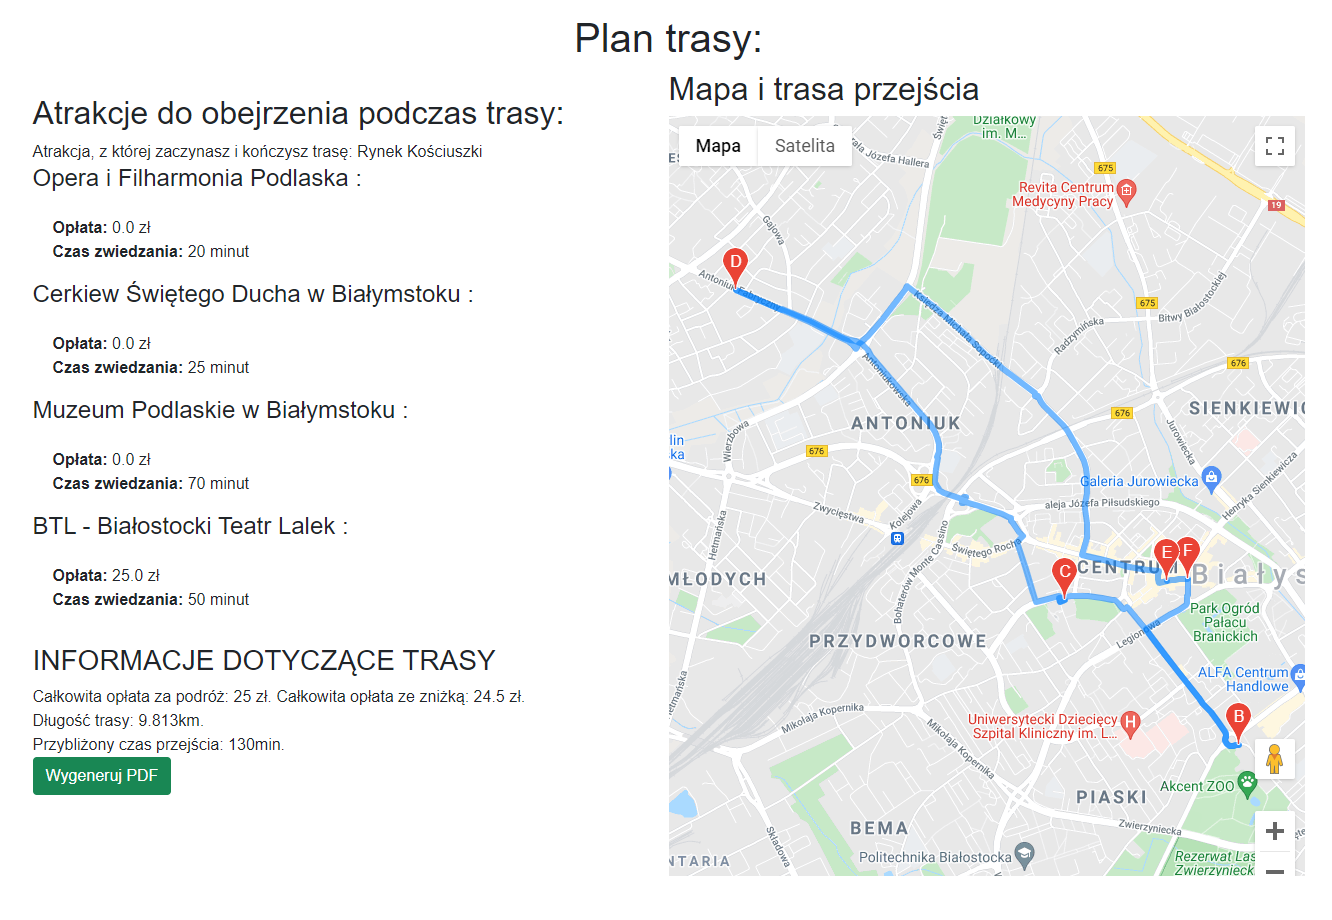 Plan trasy:
Atrakcje do obejrzenia podczas trasy:
Atrakcja, z której zaczynasz i kończysz trasę: Rynek Kościuszki
Opera i Filharmonia Podlaska :
Opłata: 0.0 zł
Czas zwiedzania: 20 minut
Cerkiew Świętego Ducha w Białymstoku :
Opłata: 0.0 zł
Czas zwiedzania: 25 minut
Muzeum Podlaskie w Białymstoku :
Opłata: 0.0 zł
Czas zwiedzania: 70 minut
BTL - Białostocki Teatr Lalek :
Opłata: 25.0 zł
Czas zwiedzania: 50 minut
INFORMACJE DOTYCZĄCE TRASY
Całkowita opłata za podróż: 25 zł. Całkowita opłata ze zniżką: 24.5 zł.
Długość trasy: 9.813km.
Przybliżony czas przejścia: 130min.
Wygeneruj PDF
Mapa i trasa przejścia
Mapa
Satelita
Działkowy
im. M...
Józefa Hallera
675
Revita Centrum
Medycyny Pracy
19
Gajowa
D
Antoniuk Fabryczny
Księdza Michała Sopoćki
675
Bitwy Białostockiej
Radzymińska
Antoniukowska
676
676
SIENKIEWIC
ANTONIUK
Wierzbowa
Jurowiecka
676
676
Galeria Jurowiecka
Henryka Sienkiewicza
aleja Józefa Piłsudskiego
Zwycięstwa
Kolejowa
Hetmańska
Bohaterów Monte Cassino
Świętego Rocha
E
F
C
CENTRUM
Białys
MŁODYCH
Park Ogród
Pałacu
Branickich
Legionowa
PRZYDWORCOWE
ALFA Centrum
Handlowe
Hetmańska
B
Mikołaja Kopernika
Uniwersytecki Dziecięcy
Szpital Kliniczny im. L...
H
Mikołaja Kopernika
Akcent ZOO
PIASKI
BEMA
Zwierzyniecka
Składowa
Politechnika Białostocka
NTARIA
Rezerwat Las
Zwierzyniec